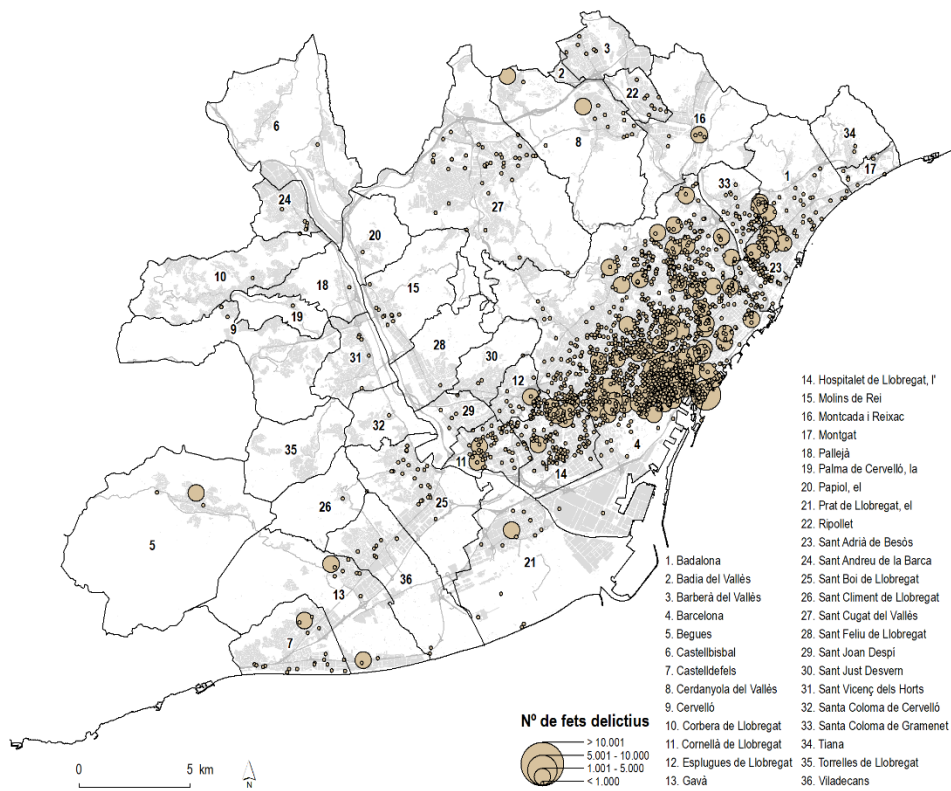 3
2
22
6
16
34
8
17
1
33
24
27
20
23
10
18
15
19
9
28
31
30
12
32
29
4
11
14
35
25
26
5
21
36
13
7
14. Hospitalet de Llobregat, l'
15. Molins de Rei
16. Montcada i Reixac
17. Montgat
18. Pallejà
19. Palma de Cervelló, la
20. Papiol, el
21. Prat de Llobregat, el
22. Ripollet
23. Sant Adrià de Besòs
24. Sant Andreu de la Barca
25. Sant Boi de Llobregat
26. Sant Climent de Llobregat
27. Sant Cugat del Vallés
28. Sant Feliu de Llobregat
29. Sant Joan Despí
30. Sant Just Desvern
31. Sant Vicenç dels Horts
32. Santa Coloma de Cervelló
33. Santa Coloma de Gramenet
34. Tiana
35. Torrelles de Llobregat
36. Viladecans
1. Badalona
2. Badia del Vallés
3. Barberà del Vallès
4. Barcelona
5. Begues
6. Castellbisbal
7. Castelldefels
8. Cerdanyola del Vallès
9. Cervelló
10. Corbera de Llobregat
11. Cornellà de Llobregat
12. Esplugues de Llobregat
13. Gavà
Nº de fets delictius
> 10.001
5.001 - 10.000
1.001 - 5.000
< 1.000
0 5 km
N